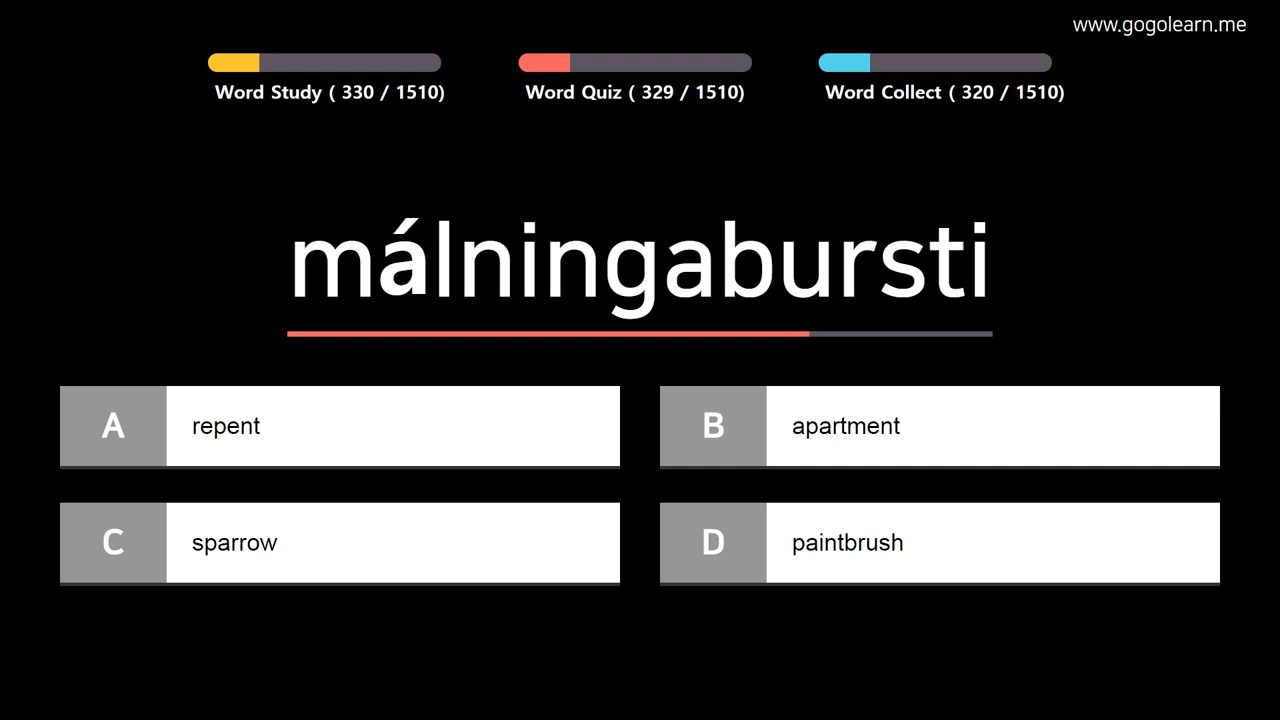 www.gogolearn.me
Word Study ( 330 / 1510)
Word Quiz ( 329 / 1510)
Word Collect ( 320 / 1510)
málningabursti
A repent
B apartment
C sparrow
D paintbrush